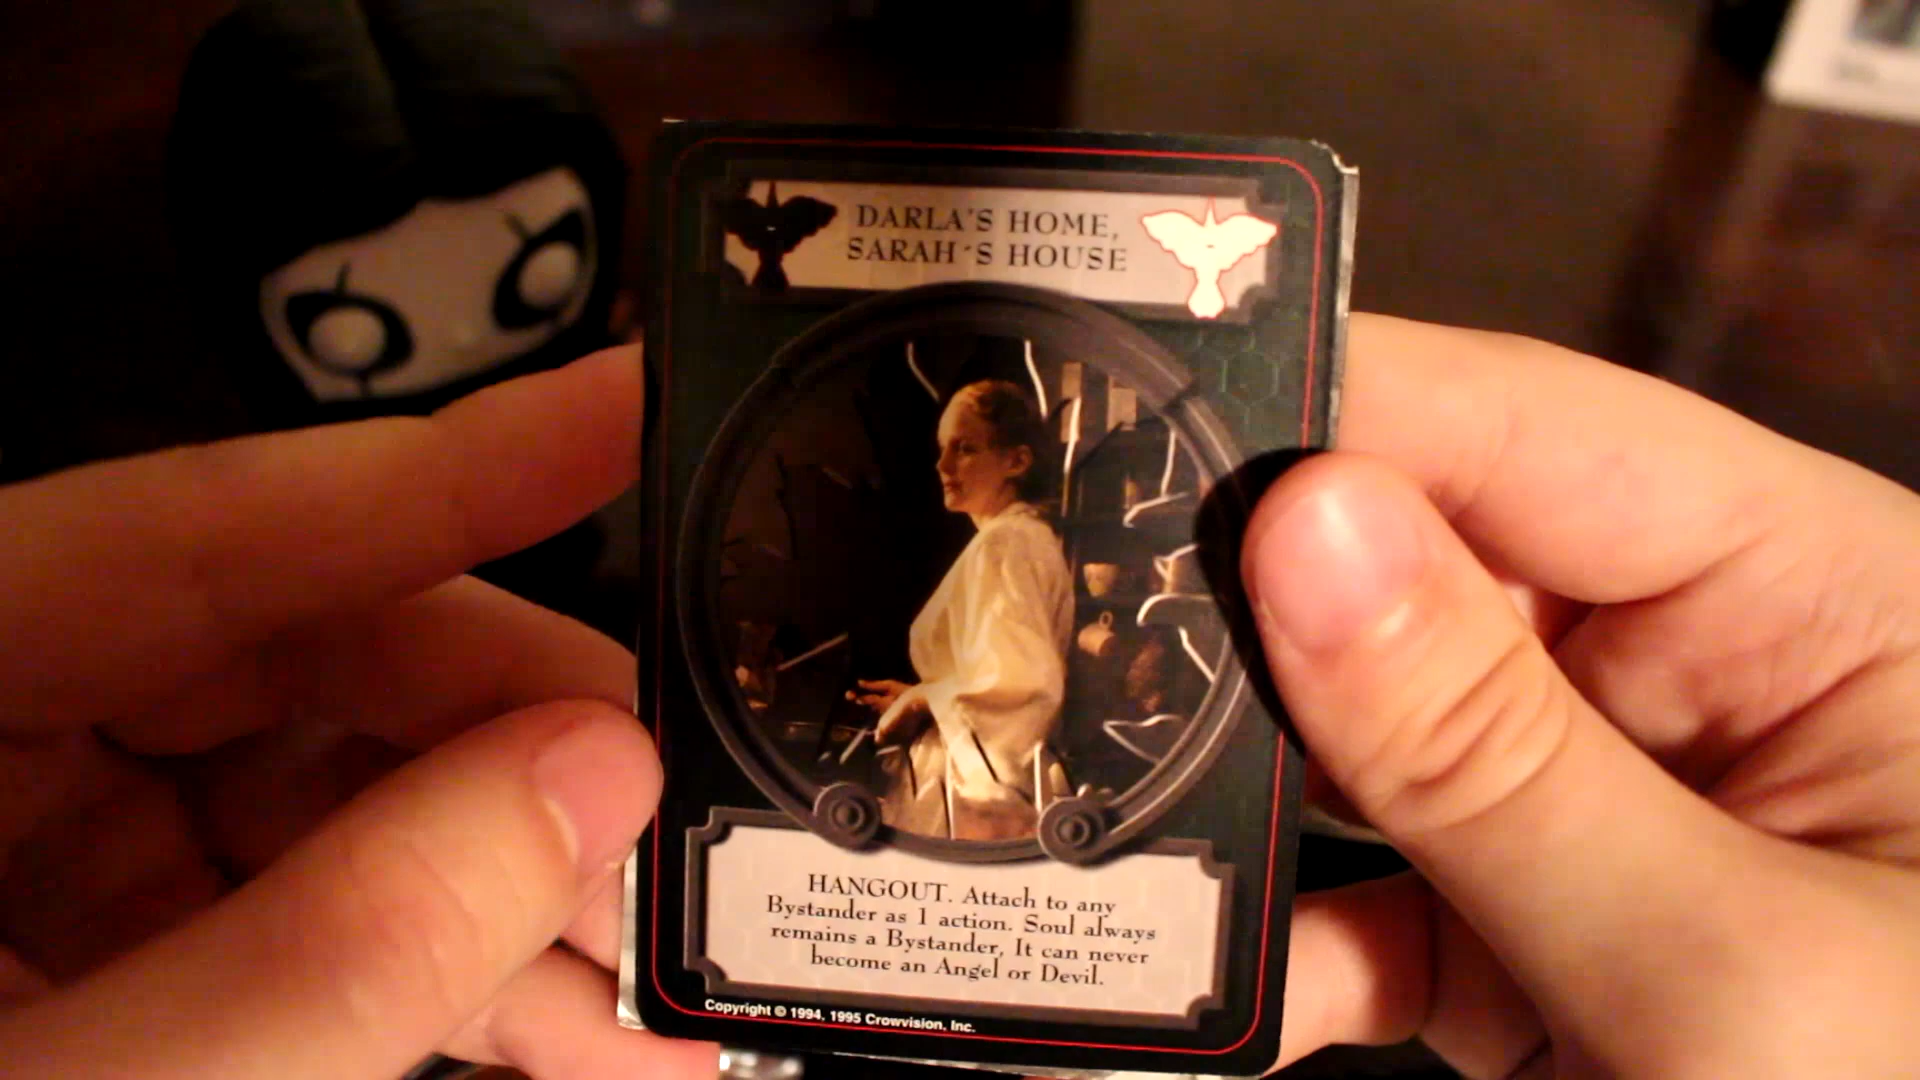 DARLA'S HOME,
SARAH´S HOUSE
HANGOUT. Attach to any
Bystander as 1 action. Soul always
remains a Bystander, It can never
become an Angel or Devil.
Copyright © 1994, 1995 Crowvision, Inc.